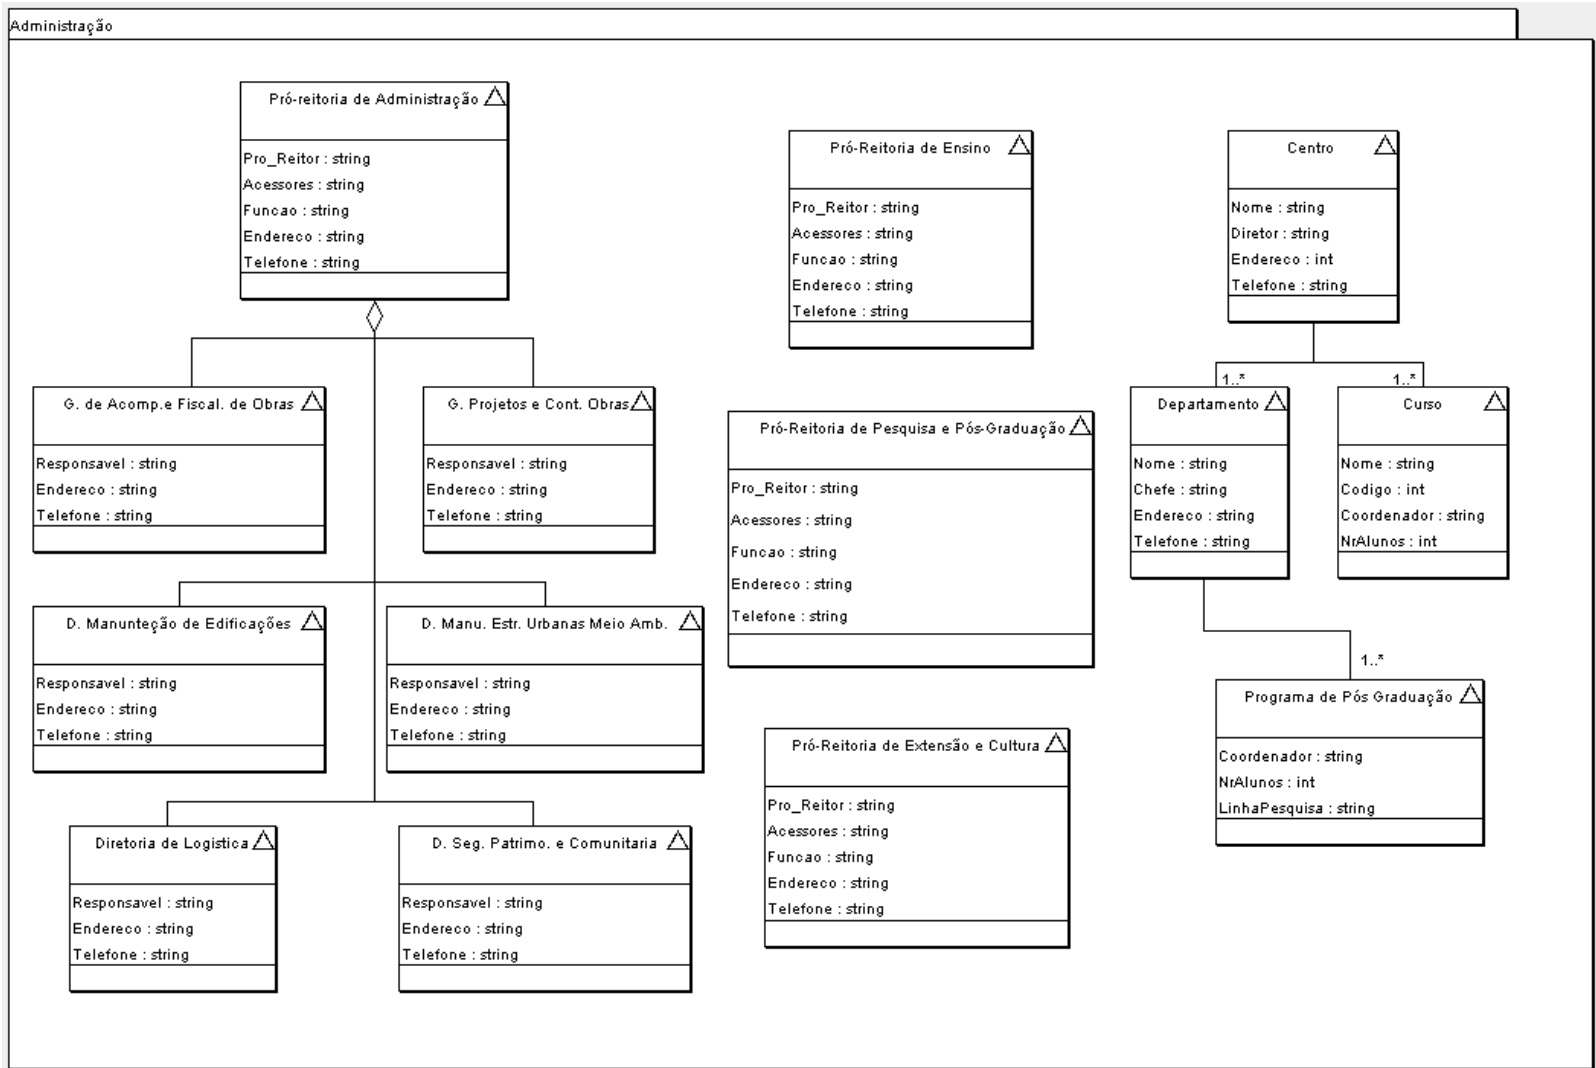 Administração
Pró-reitoria de Administração
Pro_Reitor : string
Acessores : string
Funcao : string
Endereco : string
Telefone : string
G. de Acomp.e Fiscal. de Obras
Responsavel : string
Endereco : string
Telefone : string
G. Projetos e Cont. Obras
Responsavel : string
Endereco : string
Telefone : string
D. Manunteção de Edificações
Responsavel : string
Endereco : string
Telefone : string
D. Manu. Estr. Urbanas Meio Amb.
Responsavel : string
Endereco : string
Telefone : string
Diretoria de Logistica
Responsavel : string
Endereco : string
Telefone : string
D. Seg. Patrimo. e Comunitaria
Responsavel : string
Endereco : string
Telefone : string
Pró-Reitoria de Ensino
Pro_Reitor : string
Acessores : string
Funcao : string
Endereco : string
Telefone : string
Pró-Reitoria de Pesquisa e Pós-Graduação
Pro_Reitor : string
Acessores : string
Funcao : string
Endereco : string
Telefone : string
Pró-Reitoria de Extensão e Cultura
Pro_Reitor : string
Acessores : string
Funcao : string
Endereco : string
Telefone : string
Centro
Nome : string
Diretor : string
Endereco : int
Telefone : string
1..*
1..*
Departamento
Nome : string
Chefe : string
Endereco : string
Telefone : string
Curso
Nome : string
Codigo : int
Coordenador : string
NrAlunos : int
1..*
Programa de Pós Graduação
Coordenador : string
NrAlunos : int
LinhaPesquisa : string